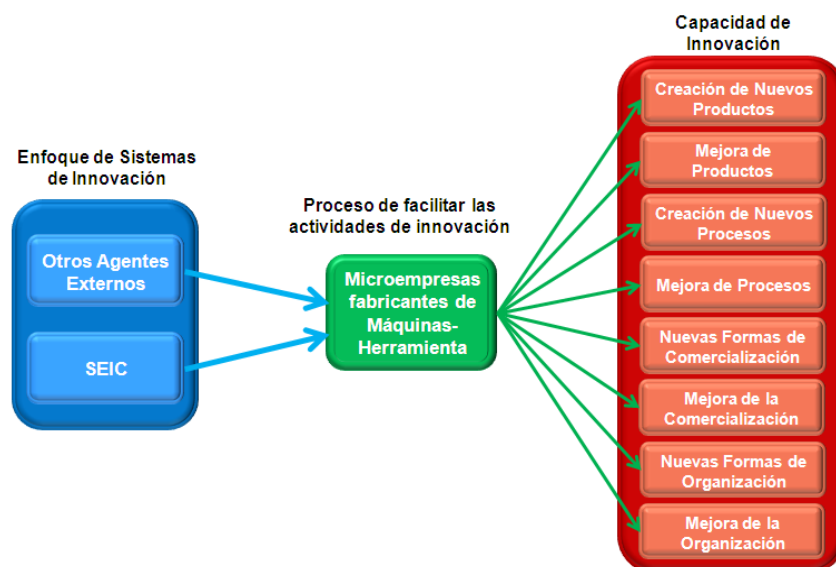 Enfoque de Sistemas
de Innovación
Otros Agentes
Externos
SEIC
Proceso de facilitar las
actividades de innovación
Microempresas
fabricantes de
Máquinas-
Herramienta
Capacidad de
Innovación
Creación de Nuevos
Productos
Mejora de
Productos
Creación de Nuevos
Procesos
Mejora de Procesos
Nuevas Formas de
Comercialización
Mejora de la
Comercialización
Nuevas Formas de
Organización
Mejora de la
Organización